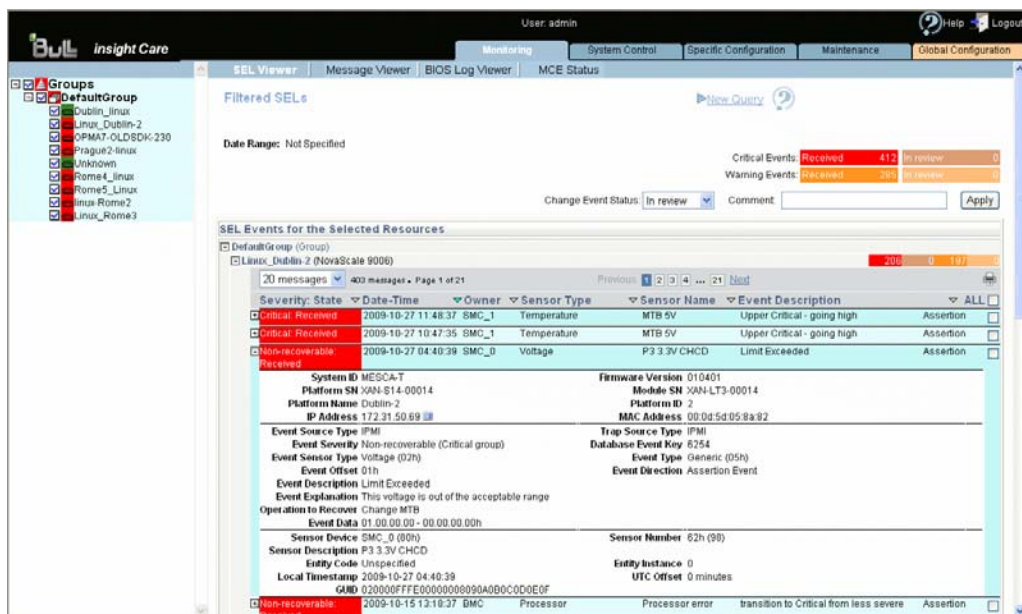 User: admin
Help Logout
Bull insight Care
Monitoring System Control Specific Configuration Maintenance Global Configuration
SEL Viewer Message Viewer BIOS Log Viewer MCE Status
Groups
DefaultGroup
Dublin_linux
Linux_Dublin-2
OPMA7-OLDSDK-230
Prague2-linux
Unknown
Rome4_linux
Rome5_Linux
linux-Rome2
Linux_Rome3
Filtered SELs
New Query
Date Range: Not Specified
Critical Events: Received 412 In review 0
Warning Events: Received 285 In review 0
Change Event Status: In review Comment: Apply
SEL Events for the Selected Resources
DefaultGroup (Group)
Linux_Dublin-2 (NovaScale 9006) 206 0 197
20 messages 403 messages • Page 1 of 21 Previous 1 2 3 4 ... 21 Next
Severity: State Date-Time Owner Sensor Type Sensor Name Event Description ALL
Critical: Received 2009-10-27 11:48:37 SMC_1 Temperature MTB 5V Upper Critical - going high Assertion
Critical: Received 2009-10-27 10:47:35 SMC_1 Temperature MTB 5V Upper Critical - going high Assertion
Non-recoverable: Received 2009-10-27 04:40:39 SMC_0 Voltage P3 3.3V CHCD Limit Exceeded Assertion
System ID MESCA-T Firmware Version 010401
Platform SN XAN-S14-00014 Module SN XAN-LT3-00014
Platform Name Dublin-2 Platform ID 2
IP Address 172.31.50.69 MAC Address 00:0d:5d:05:8a:82
Event Source Type IPMI Trap Source Type IPMI
Event Severity Non-recoverable (Critical group) Database Event Key 6254
Event Sensor Type Voltage (02h) Event Type Generic (05h)
Event Offset 01h Event Direction Assertion Event
Event Description Limit Exceeded
Event Explanation This voltage is out of the acceptable range
Operation to Recover Change MTB
Event Data 01.00.00.00 - 00.00.00.00h
Sensor Device SMC_0 (80h) Sensor Number 62h (98)
Sensor Description P3 3.3V CHCD
Entity Code Unspecified Entity Instance 0
Local Timestamp 2009-10-27 04:40:39 UTC Offset 0 minutes
GUID 020000FFFE00000008090A0B0C0D0E0F
Non-recoverable: 2009-10-15 13:18:37 BMC Processor Processor error transition to Critical from less severe Assertion